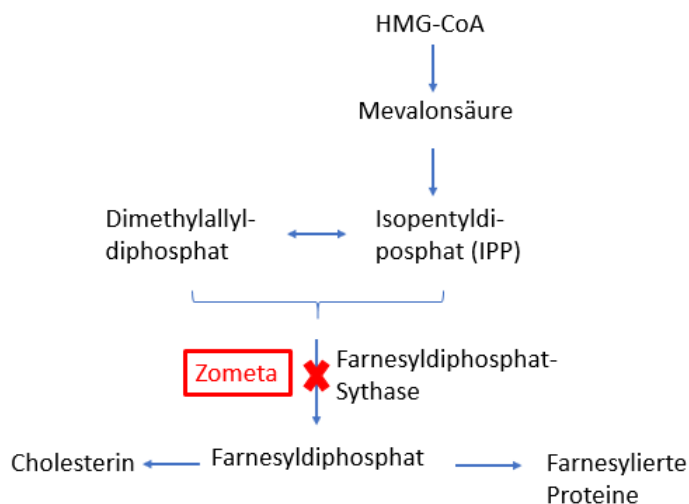 HMG-CoA
Mevalonsäure
Dimethylallyl-
diphosphat
Isopentyldi-
posphat (IPP)
Zometa
Farnesyldiphosphat-
Sythase
Cholesterin
Farnesyldiphosphat
Farnesylierte
Proteine